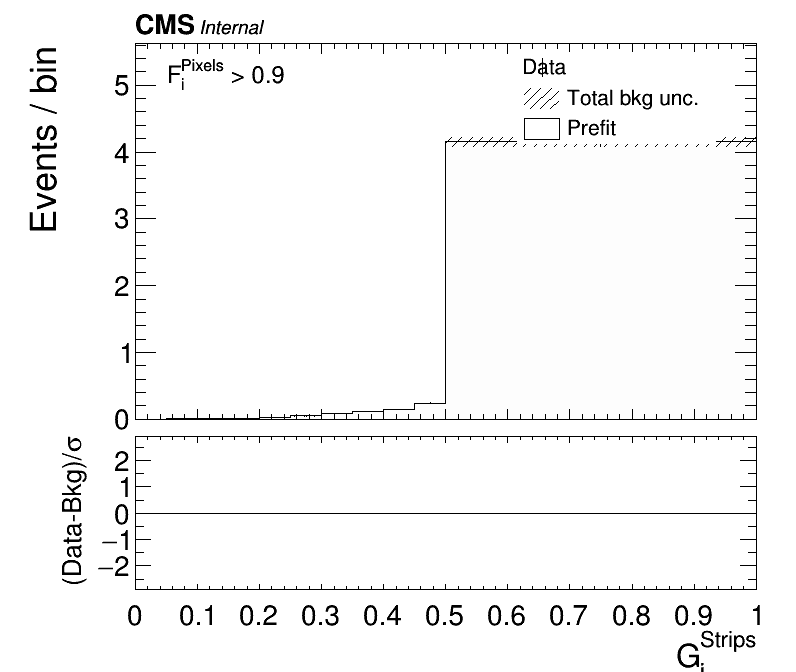 CMS Internal
F_i^Pixels > 0.9
Data
Total bkg unc.
Prefit
Events / bin
5
4
3
2
1
0
(Data-Bkg)/σ
2
1
0
−1
−2
0 0.1 0.2 0.3 0.4 0.5 0.6 0.7 0.8 0.9 1
G_i^Strips